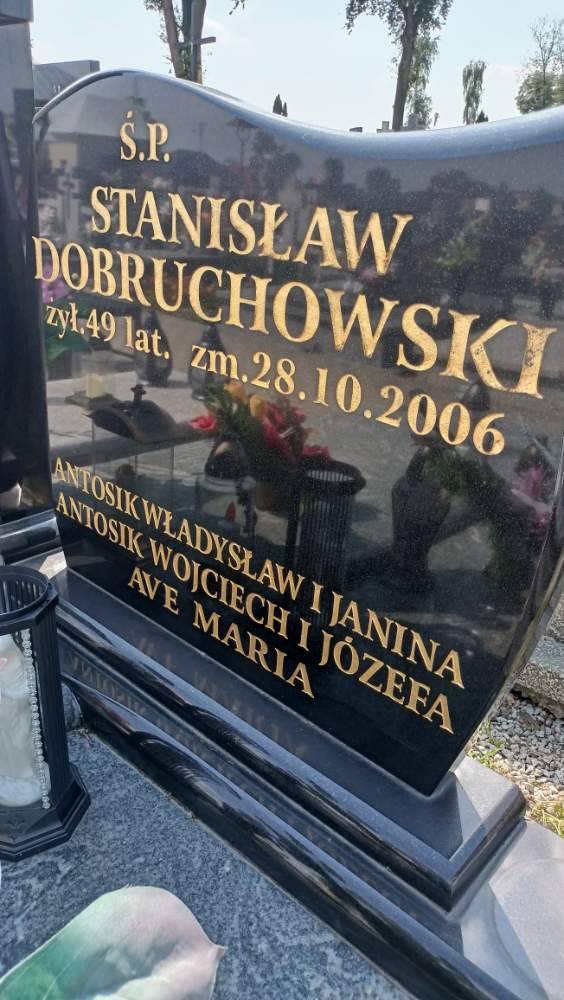 Ś.P.
STANISŁAW
DOBRUCHOWSKI
żył.49 lat. zm.28.10.2006
ANTOSIK WŁADYSŁAW I JANINA
ANTOSIK WOJCIECH I JÓZEFA
AVE MARIA